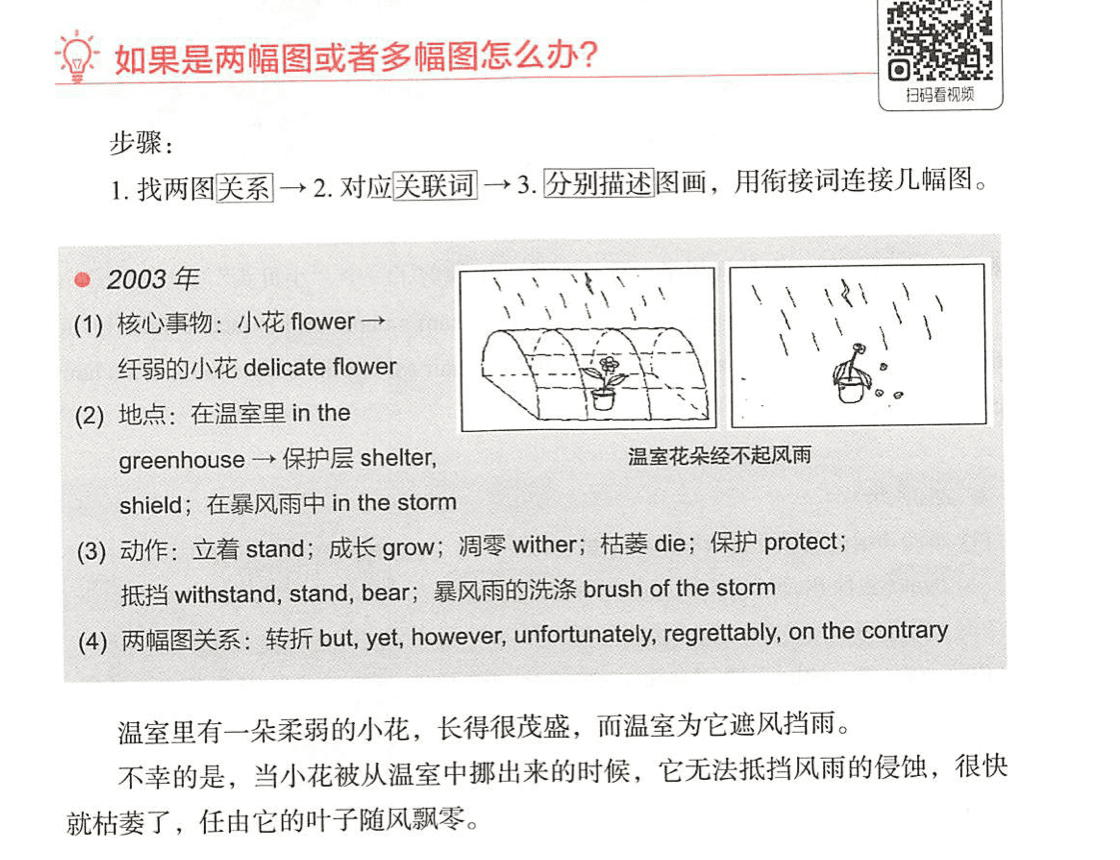 如果是两幅图或者多幅图怎么办?
扫码看视频
步骤:
1. 找两图关系 → 2. 对应关联词 → 3. 分别描述图画，用衔接词连接几幅图。
● 2003 年
(1) 核心事物：小花 flower →
纤弱的小花 delicate flower
(2) 地点：在温室里 in the
greenhouse → 保护层 shelter,
shield；在暴风雨中 in the storm
温室花朵经不起风雨
(3) 动作：立着 stand；成长 grow；凋零 wither；枯萎 die；保护 protect；
抵挡 withstand, stand, bear；暴风雨的洗涤 brush of the storm
(4) 两幅图关系：转折 but, yet, however, unfortunately, regrettably, on the contrary
温室里有一朵柔弱的小花，长得很茂盛，而温室为它遮风挡雨。
不幸的是，当小花被从温室中挪出来的时候，它无法抵挡风雨的侵蚀，很快
就枯萎了，任由它的叶子随风飘零。